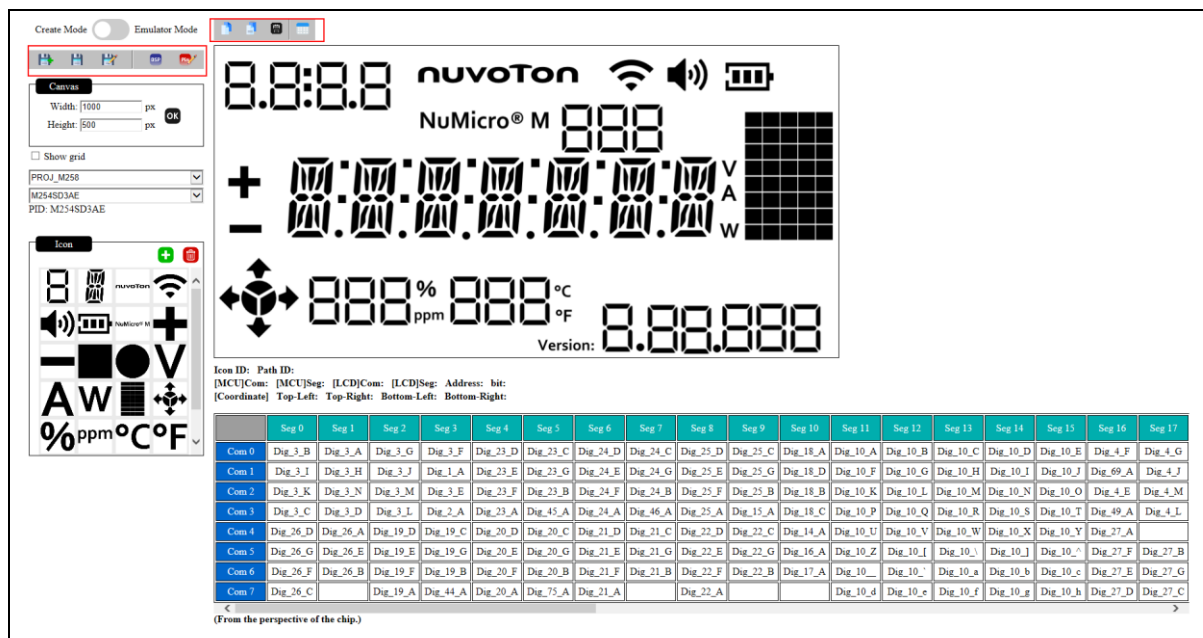 Create Mode Emulator Mode
Canvas
Width: 1000 px
Height: 500 px
OK
Show grid
PROJ_M258
M254SD3AE
PID: M254SD3AE
Icon
nuvoTon
NuMicro® M
V
A W
% ppm °C °F
nuvoTon
NuMicro® M
V
A
W
%
ppm
°C
°F
Version:
Icon ID: Path ID:
[MCU]Com: [MCU]Seg: [LCD]Com: [LCD]Seg: Address: bit:
[Coordinate] Top-Left: Top-Right: Bottom-Left: Bottom-Right:
Seg 0 Seg 1 Seg 2 Seg 3 Seg 4 Seg 5 Seg 6 Seg 7 Seg 8 Seg 9 Seg 10 Seg 11 Seg 12 Seg 13 Seg 14 Seg 15 Seg 16 Seg 17
Com 0 Dig_3_B Dig_3_A Dig_3_G Dig_3_F Dig_23_D Dig_23_C Dig_24_D Dig_24_C Dig_25_D Dig_25_C Dig_18_A Dig_10_A Dig_10_B Dig_10_C Dig_10_D Dig_10_E Dig_4_F Dig_4_G
Com 1 Dig_3_I Dig_3_H Dig_3_J Dig_1_A Dig_23_E Dig_23_G Dig_24_E Dig_24_G Dig_25_E Dig_25_G Dig_18_D Dig_10_F Dig_10_G Dig_10_H Dig_10_I Dig_10_J Dig_69_A Dig_4_J
Com 2 Dig_3_K Dig_3_N Dig_3_M Dig_3_E Dig_23_F Dig_23_B Dig_24_F Dig_24_B Dig_25_F Dig_25_B Dig_18_B Dig_10_K Dig_10_L Dig_10_M Dig_10_N Dig_10_O Dig_4_E Dig_4_M
Com 3 Dig_3_C Dig_3_D Dig_3_L Dig_2_A Dig_23_A Dig_45_A Dig_24_A Dig_46_A Dig_25_A Dig_15_A Dig_18_C Dig_10_P Dig_10_Q Dig_10_R Dig_10_S Dig_10_T Dig_49_A Dig_4_L
Com 4 Dig_26_D Dig_26_A Dig_19_D Dig_19_C Dig_20_D Dig_20_C Dig_21_D Dig_21_C Dig_22_D Dig_22_C Dig_14_A Dig_10_U Dig_10_V Dig_10_W Dig_10_X Dig_10_Y Dig_27_A
Com 5 Dig_26_G Dig_26_E Dig_19_E Dig_19_G Dig_20_E Dig_20_G Dig_21_E Dig_21_G Dig_22_E Dig_22_G Dig_16_A Dig_10_Z Dig_10_[ Dig_10_\ Dig_10_] Dig_10_^ Dig_27_F Dig_27_B
Com 6 Dig_26_F Dig_26_B Dig_19_F Dig_19_B Dig_20_F Dig_20_B Dig_21_F Dig_21_B Dig_22_F Dig_22_B Dig_17_A Dig_10__ Dig_10_` Dig_10_a Dig_10_b Dig_10_c Dig_27_E Dig_27_G
Com 7 Dig_26_C Dig_19_A Dig_44_A Dig_20_A Dig_75_A Dig_21_A Dig_22_A Dig_10_d Dig_10_e Dig_10_f Dig_10_g Dig_10_h Dig_27_D Dig_27_C
(From the perspective of the chip.)